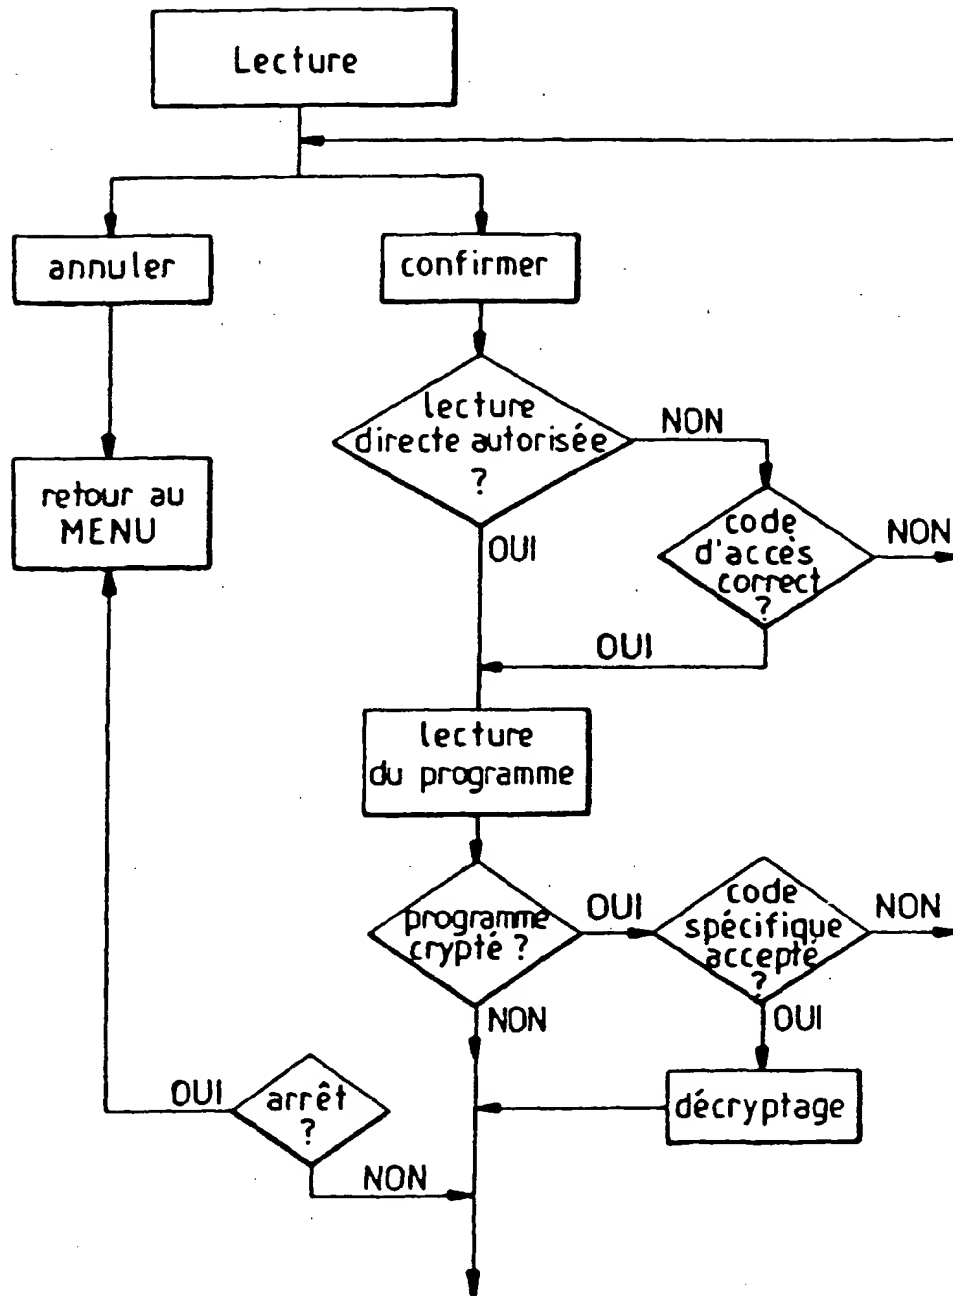 Lecture
annuler
confirmer
lecture
directe autorisée
?
NON
OUI
retour au
MENU
code
d'accès
correct
?
NON
OUI
lecture
du programme
programme
crypté ?
OUI
code
spécifique
accepté
?
NON
NON
OUI
décryptage
OUI
arrêt
?
NON